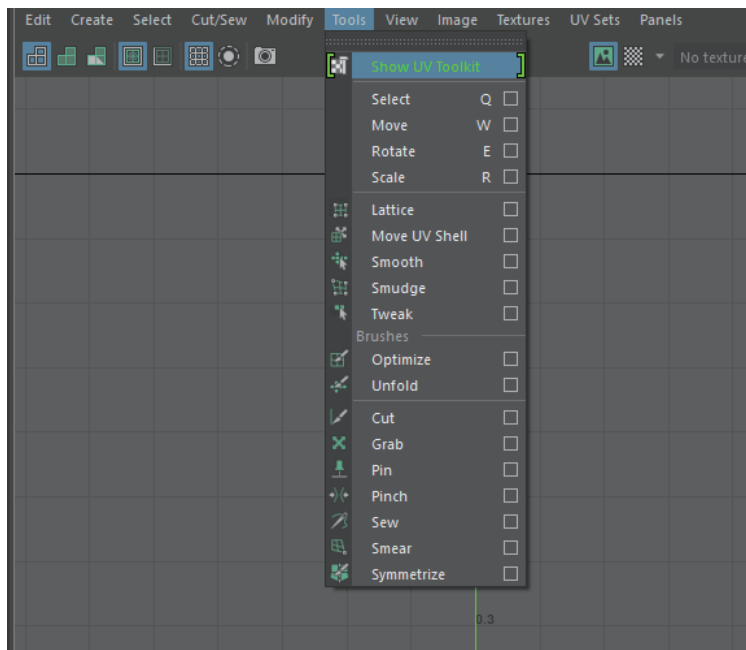 Edit Create Select Cut/Sew Modify Tools View Image Textures UV Sets Panels
No texture
Show UV Toolkit
Select Q
Move W
Rotate E
Scale R
Lattice
Move UV Shell
Smooth
Smudge
Tweak
Brushes
Optimize
Unfold
Cut
Grab
Pin
Pinch
Sew
Smear
Symmetrize
0.3